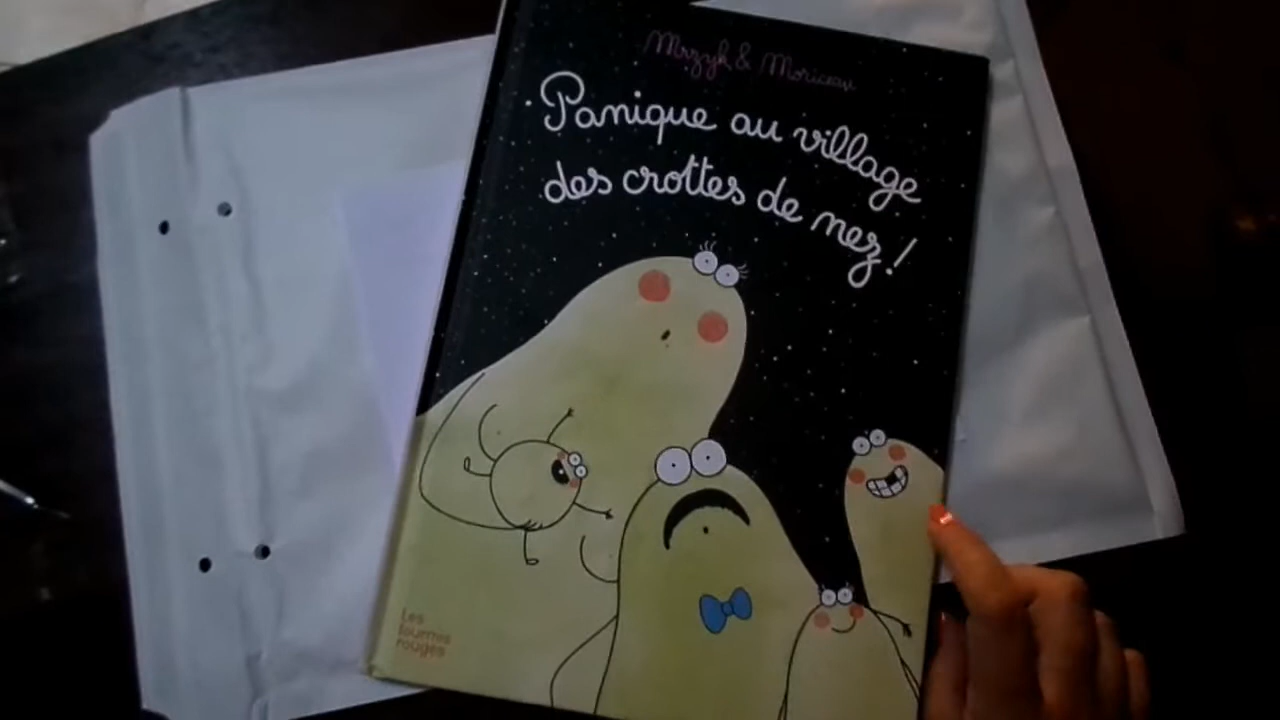 Mrzyk & Moriceau
Panique au village
des crottes de nez !
Les
fourmis
rouges